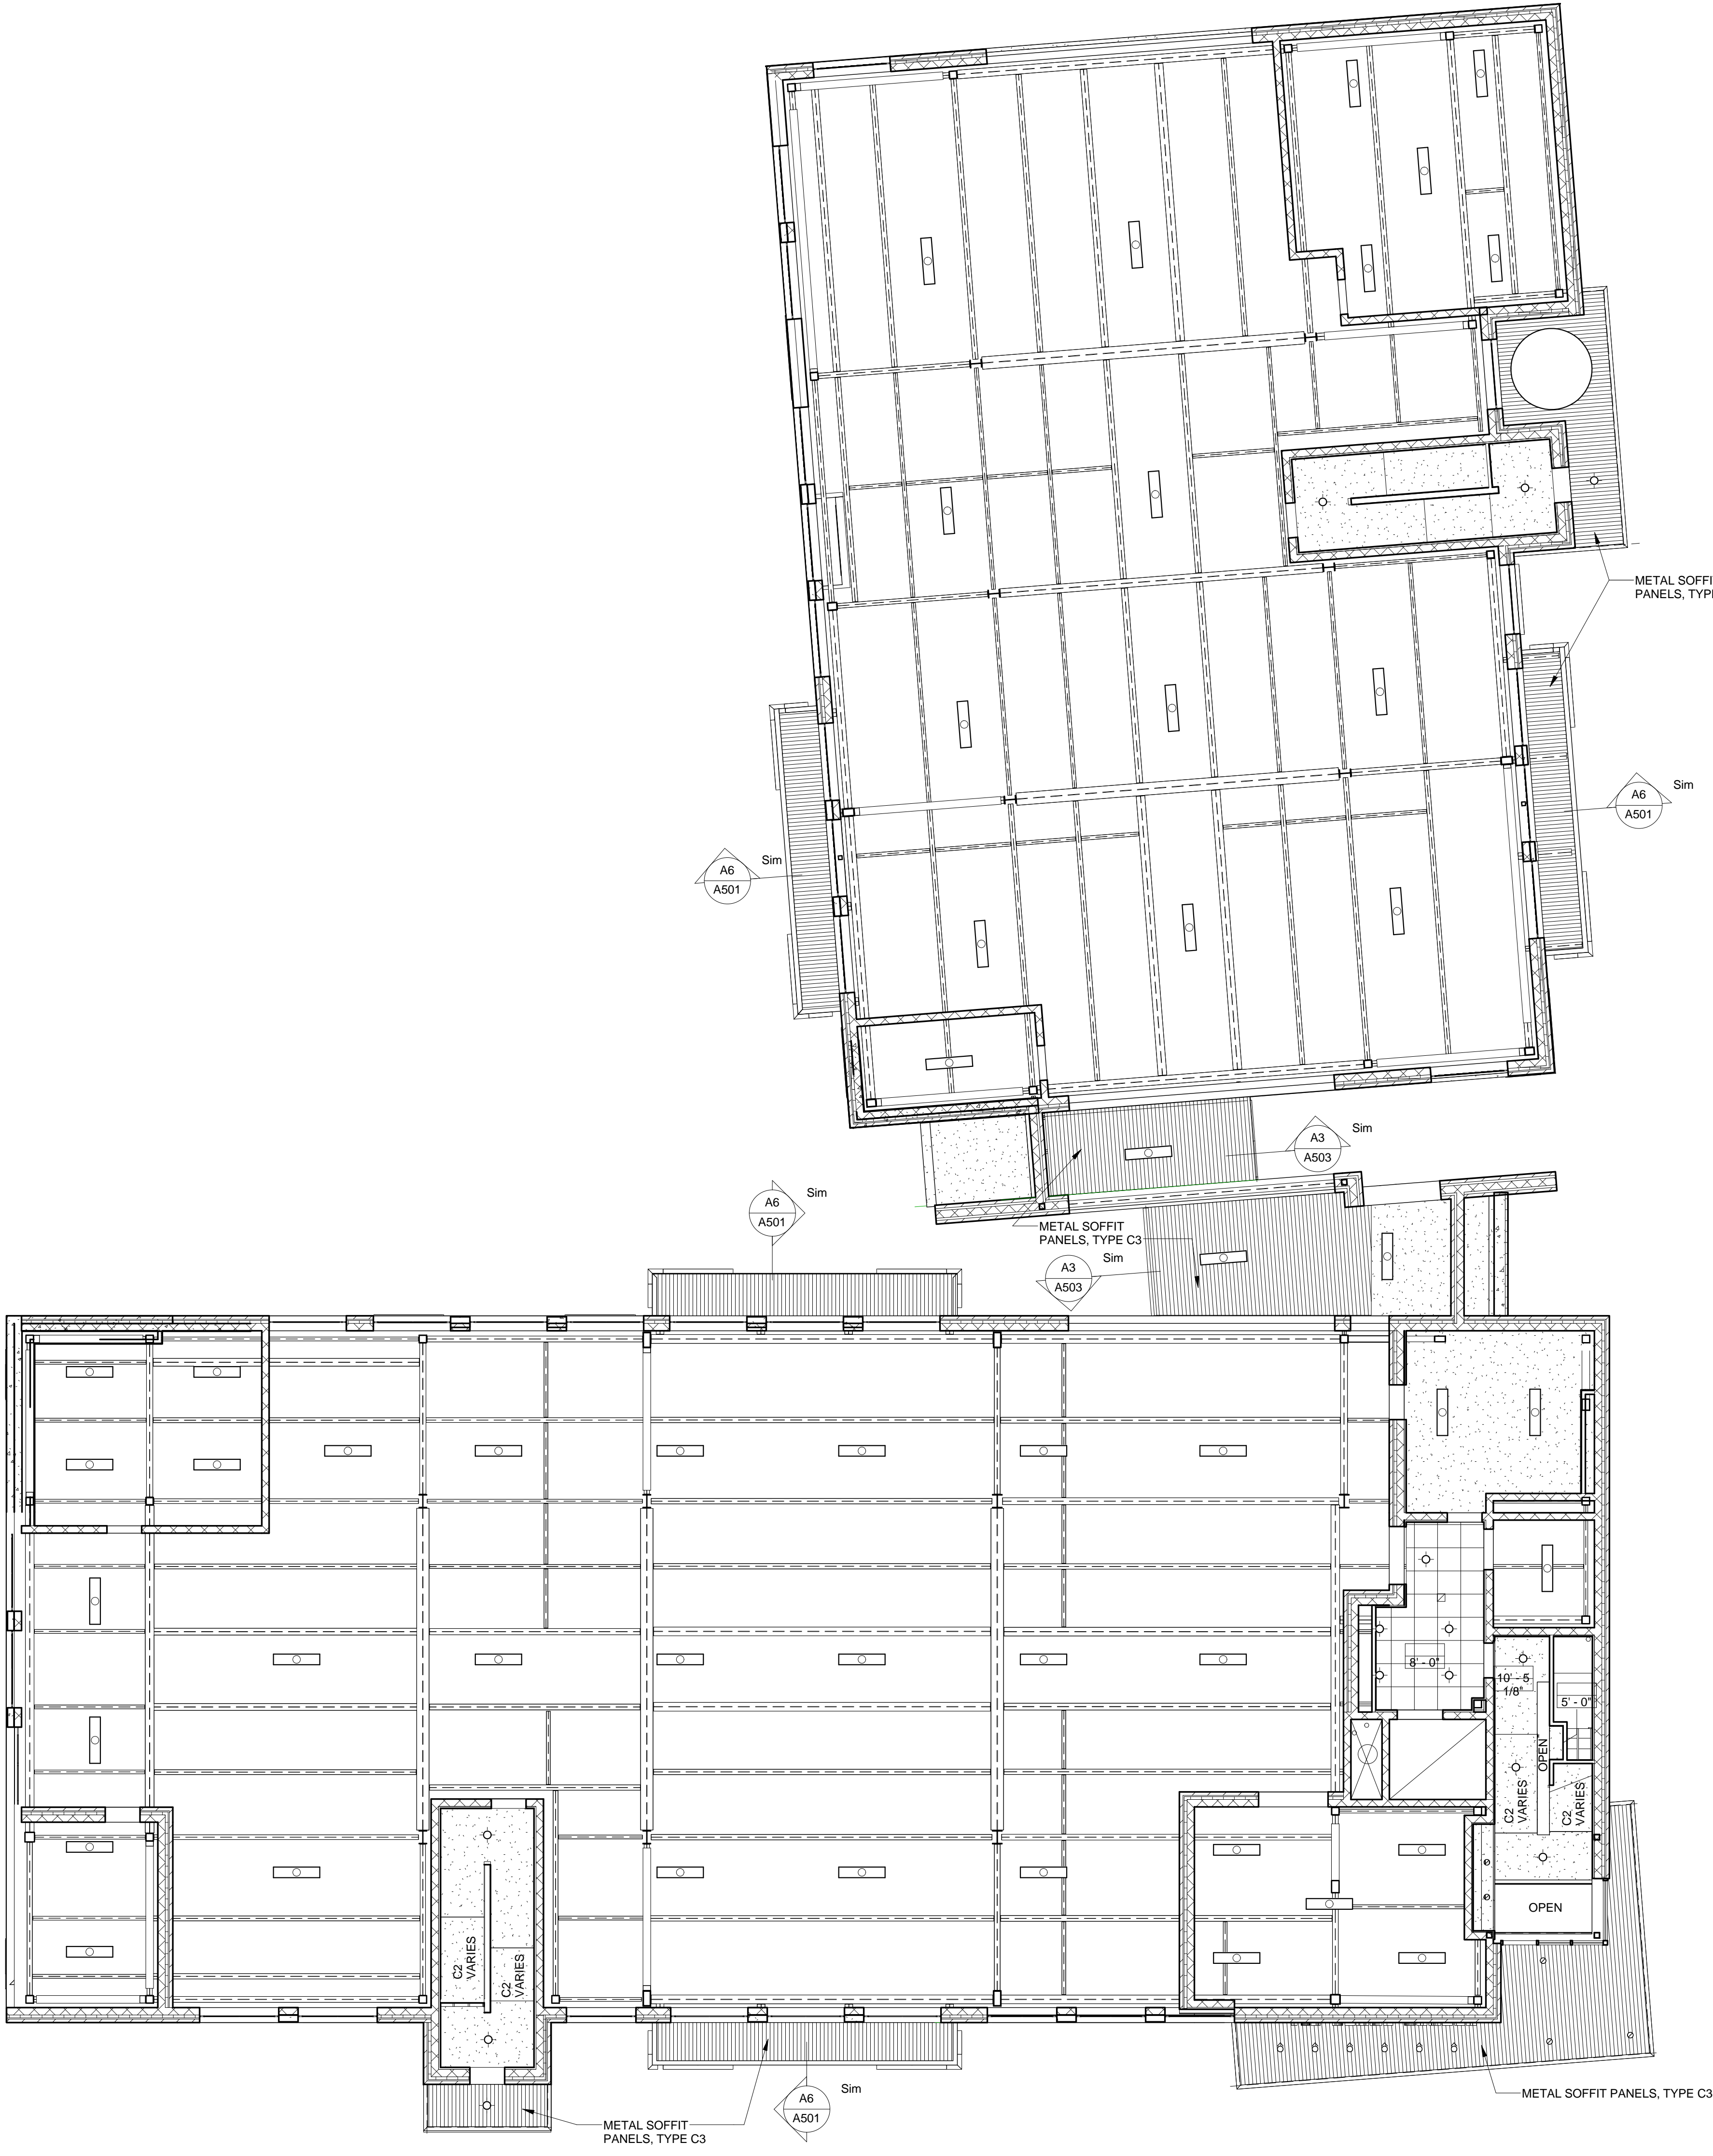 METAL SOFFI
PANELS, TYP
A6
A501
Sim
A6
A501
Sim
A3
A503
Sim
A6
A501
Sim
METAL SOFFIT
PANELS, TYPE C3
A3
A503
Sim
8' - 0"
10' - 5
1/8"
5' - 0"
OPEN
C2
VARIES
C2
VARIES
OPEN
C2
VARIES
C2
VARIES
A6
A501
Sim
METAL SOFFIT
PANELS, TYPE C3
METAL SOFFIT PANELS, TYPE C3